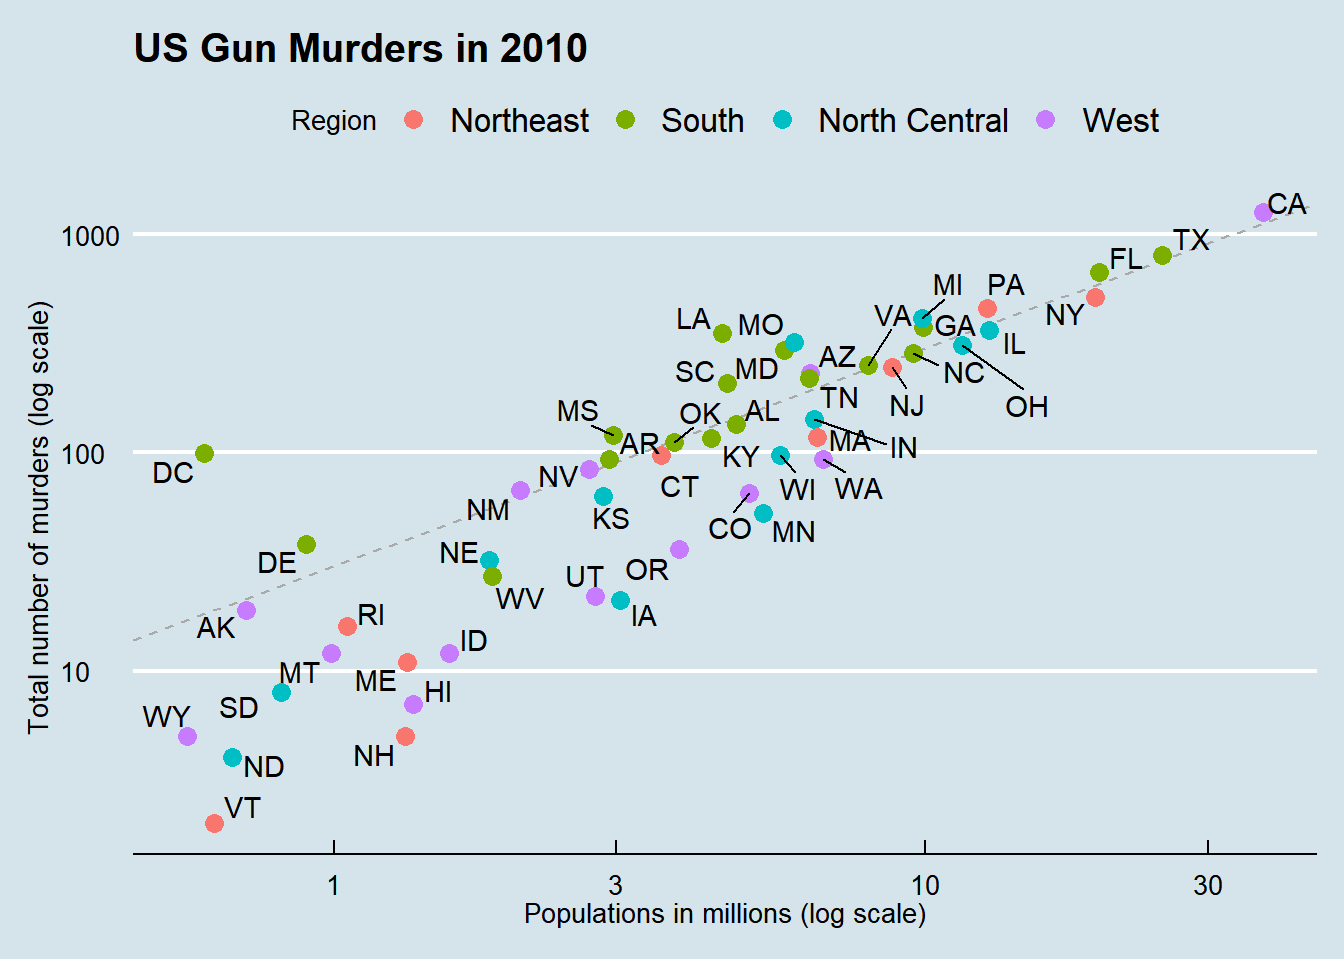 US Gun Murders in 2010
Region Northeast South North Central West
CA
1000
TX
FL
MI PA
NY
LA MO VA GA
IL
AZ
SC MD NC
TN NJ OH
MS OK AL
AR MA IN
100
KY
DC NV CT WI WA
NM KS
CO MN
NE
DE OR
UT
WV
AK RI IA
ID
10
MT ME
HI
SD
WY
NH
ND
VT
1 3 10 30
Populations in millions (log scale)
Total number of murders (log scale)